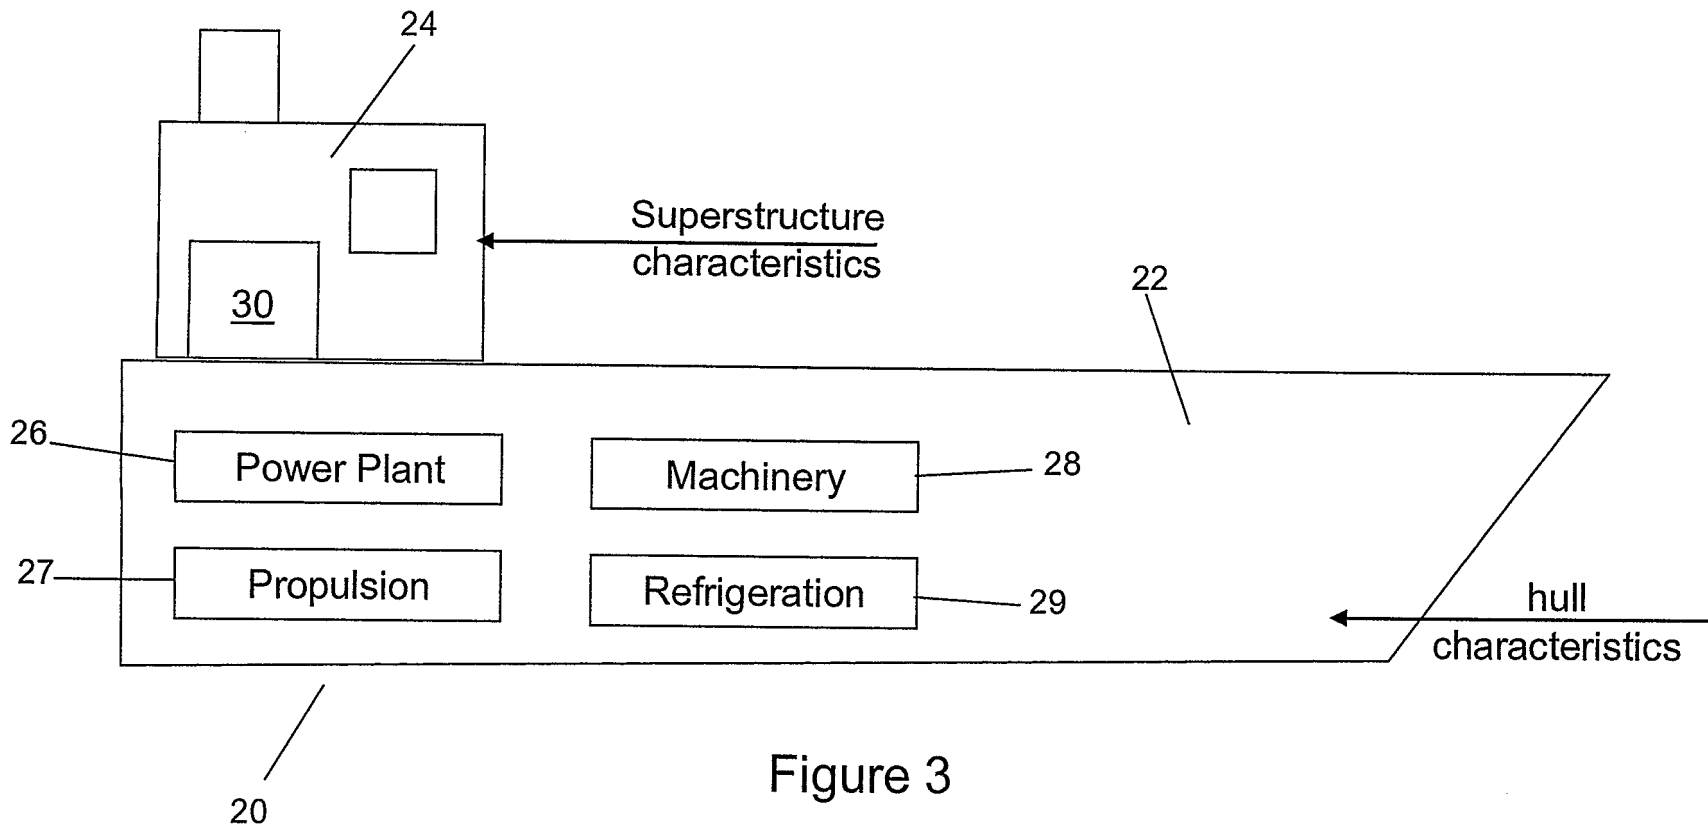 24
Superstructure
characteristics
22
30
26
Power Plant
Machinery
28
27
Propulsion
Refrigeration
29
hull
characteristics
20
Figure 3